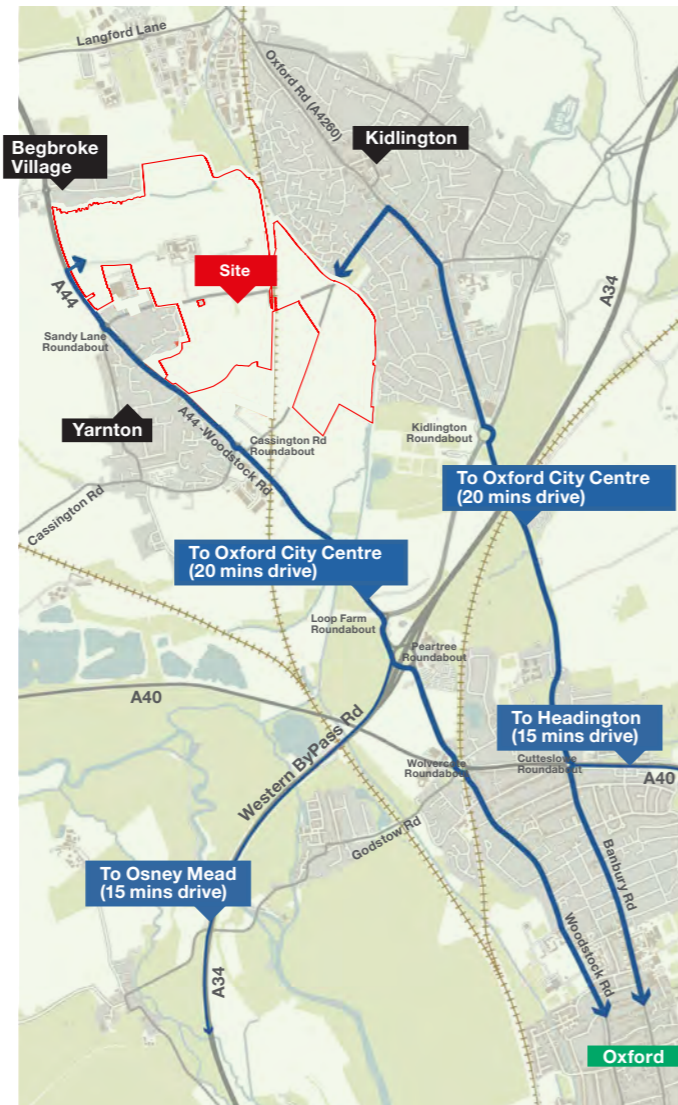 Langford Lane
Oxford Rd (A4260)
Kidlington
Begbroke
Village
A44
Site
A34
Sandy Lane
Roundabout
Yarnton
A44 -Woodstock Rd
Cassington Rd
Roundabout
Kidlington
Roundabout
Cassington Rd
To Oxford City Centre
(20 mins drive)
To Oxford City Centre
(20 mins drive)
Loop Farm
Roundabout
Peartree
Roundabout
A40
Western ByPass Rd
To Headington
(15 mins drive)
Wolvercote
Roundabout
Cutteslowe
Roundabout
A40
Godstow Rd
Banbury Rd
To Osney Mead
(15 mins drive)
Woodstock Rd
A34
Oxford